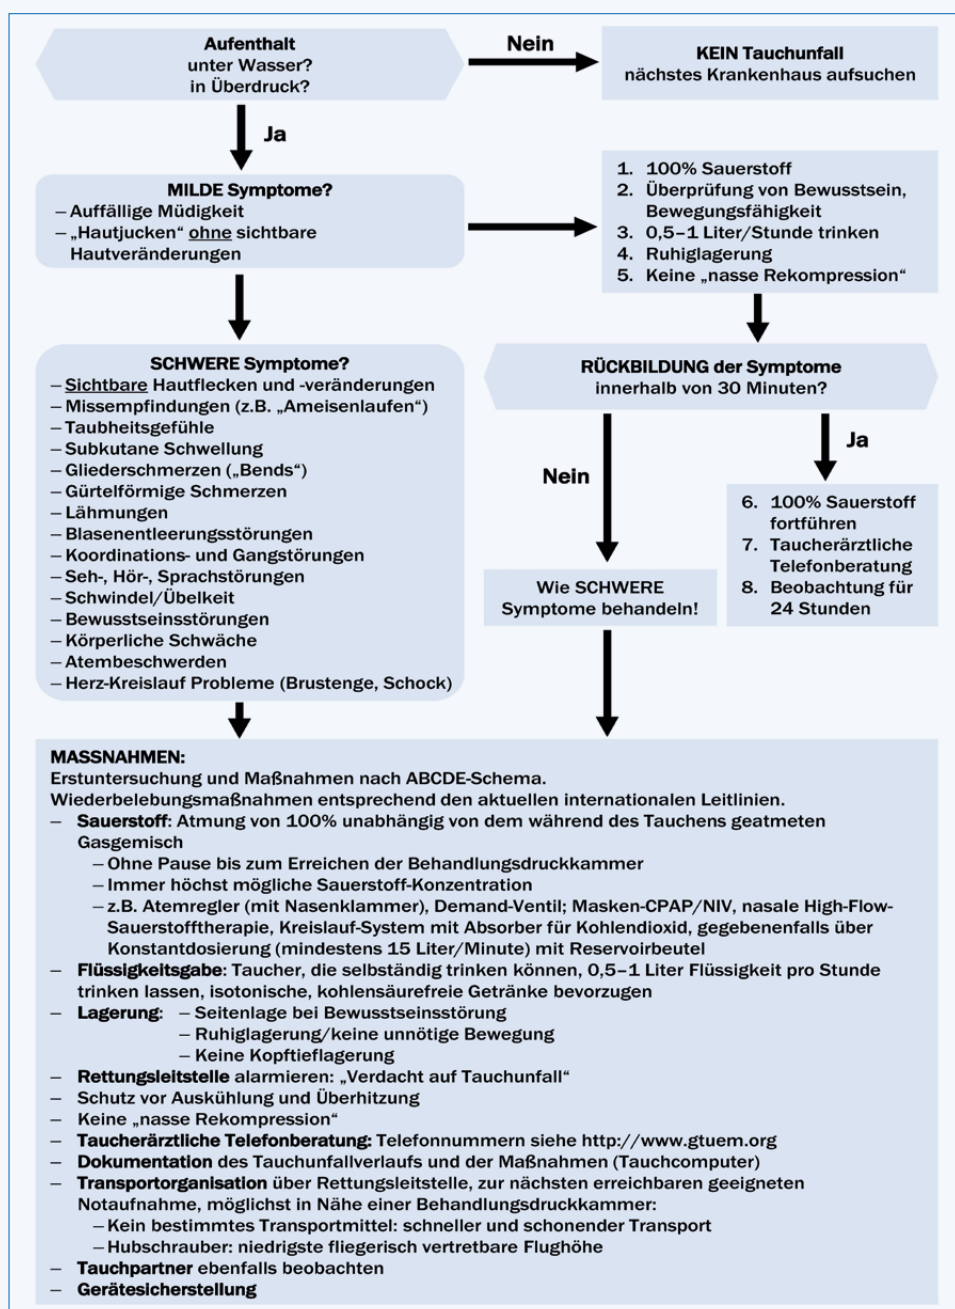 Aufenthalt
unter Wasser?
in Überdruck?
Nein
KEIN Tauchunfall
nächstes Krankenhaus aufsuchen
Ja
MILDE Symptome?
– Auffällige Müdigkeit
– „Hautjucken“ ohne sichtbare
Hautveränderungen
1. 100% Sauerstoff
2. Überprüfung von Bewusstsein,
Bewegungsfähigkeit
3. 0,5–1 Liter/Stunde trinken
4. Ruhiglagerung
5. Keine „nasse Rekompression“
SCHWERE Symptome?
– Sichtbare Hautflecken und -veränderungen
– Missempfindungen (z.B. „Ameisenlaufen“)
– Taubheitsgefühle
– Subkutane Schwellung
– Gliederschmerzen („Bends“)
– Gürtelförmige Schmerzen
– Lähmungen
– Blasenentleerungsstörungen
– Koordinations- und Gangstörungen
– Seh-, Hör-, Sprachstörungen
– Schwindel/Übelkeit
– Bewusstseinsstörungen
– Körperliche Schwäche
– Atembeschwerden
– Herz-Kreislauf Probleme (Brustenge, Schock)
RÜCKBILDUNG der Symptome
innerhalb von 30 Minuten?
Nein
Ja
Wie SCHWERE
Symptome behandeln!
6. 100% Sauerstoff
fortführen
7. Taucherärztliche
Telefonberatung
8. Beobachtung für
24 Stunden
MASSNAHMEN:
Erstuntersuchung und Maßnahmen nach ABCDE-Schema.
Wiederbelebungsmaßnahmen entsprechend den aktuellen internationalen Leitlinien.
– Sauerstoff: Atmung von 100% unabhängig von dem während des Tauchens geatmeten
Gasgemisch
– Ohne Pause bis zum Erreichen der Behandlungsdruckkammer
– Immer höchst mögliche Sauerstoff-Konzentration
– z.B. Atemregler (mit Nasenklammer), Demand-Ventil; Masken-CPAP/NIV, nasale High-Flow-
Sauerstofftherapie, Kreislauf-System mit Absorber für Kohlendioxid, gegebenenfalls über
Konstantdosierung (mindestens 15 Liter/Minute) mit Reservoirbeutel
– Flüssigkeitsgabe: Taucher, die selbständig trinken können, 0,5–1 Liter Flüssigkeit pro Stunde
trinken lassen, isotonische, kohlensäurefreie Getränke bevorzugen
– Lagerung: – Seitenlage bei Bewusstseinsstörung
– Ruhiglagerung/keine unnötige Bewegung
– Keine Kopftieflagerung
– Rettungsleitstelle alarmieren: „Verdacht auf Tauchunfall“
– Schutz vor Auskühlung und Überhitzung
– Keine „nasse Rekompression“
– Taucherärztliche Telefonberatung: Telefonnummern siehe http://www.gtuem.org
– Dokumentation des Tauchunfallverlaufs und der Maßnahmen (Tauchcomputer)
– Transportorganisation über Rettungsleitstelle, zur nächsten erreichbaren geeigneten
Notaufnahme, möglichst in Nähe einer Behandlungsdruckkammer:
– Kein bestimmtes Transportmittel: schneller und schonender Transport
– Hubschrauber: niedrigste fliegerisch vertretbare Flughöhe
– Tauchpartner ebenfalls beobachten
– Gerätesicherstellung